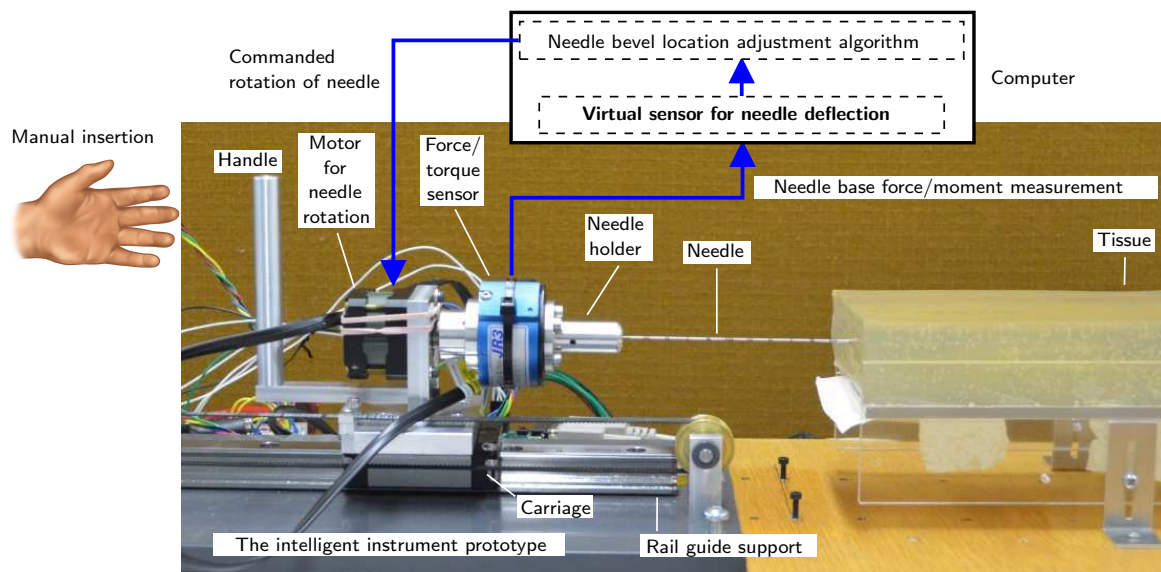 Needle bevel location adjustment algorithm
Commanded
rotation of needle
Computer
Virtual sensor for needle deflection
Manual insertion
Handle
Motor
for
needle
rotation
Force/
torque
sensor
Needle base force/moment measurement
Needle
holder
Needle
Tissue
JR3
Carriage
The intelligent instrument prototype
Rail guide support